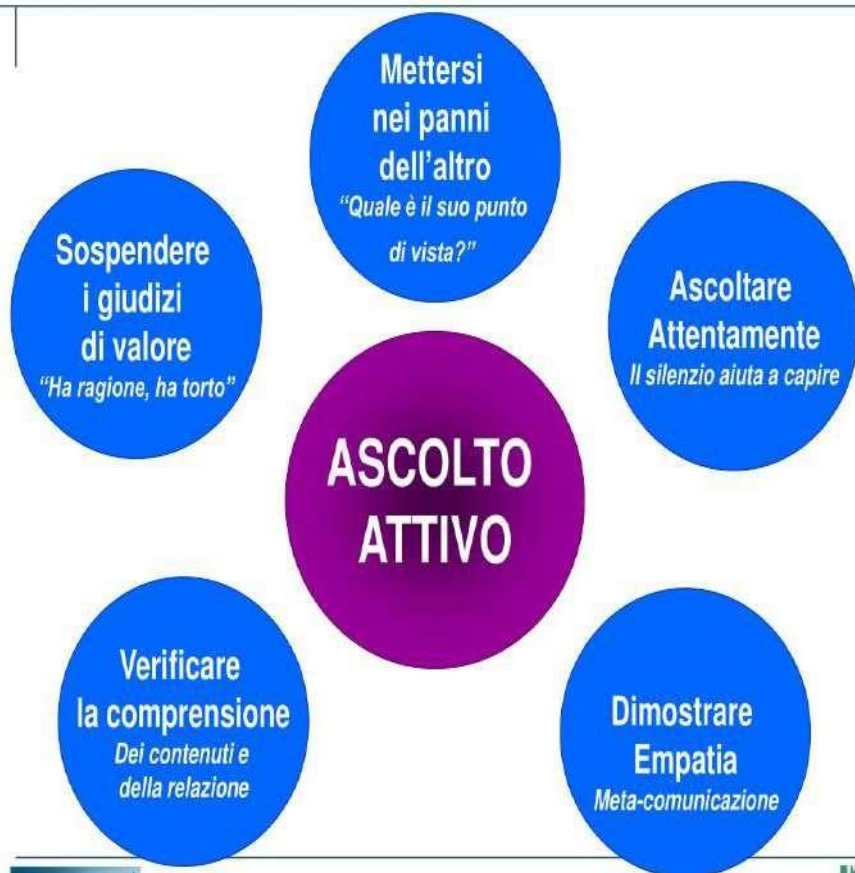 Mettersi
nei panni
dell'altro
“Quale è il suo punto
di vista?”
Sospendere
i giudizi
di valore
“Ha ragione, ha torto”
Ascoltare
Attentamente
Il silenzio aiuta a capire
ASCOLTO
ATTIVO
Verificare
la comprensione
Dei contenuti e
della relazione
Dimostrare
Empatia
Meta-comunicazione